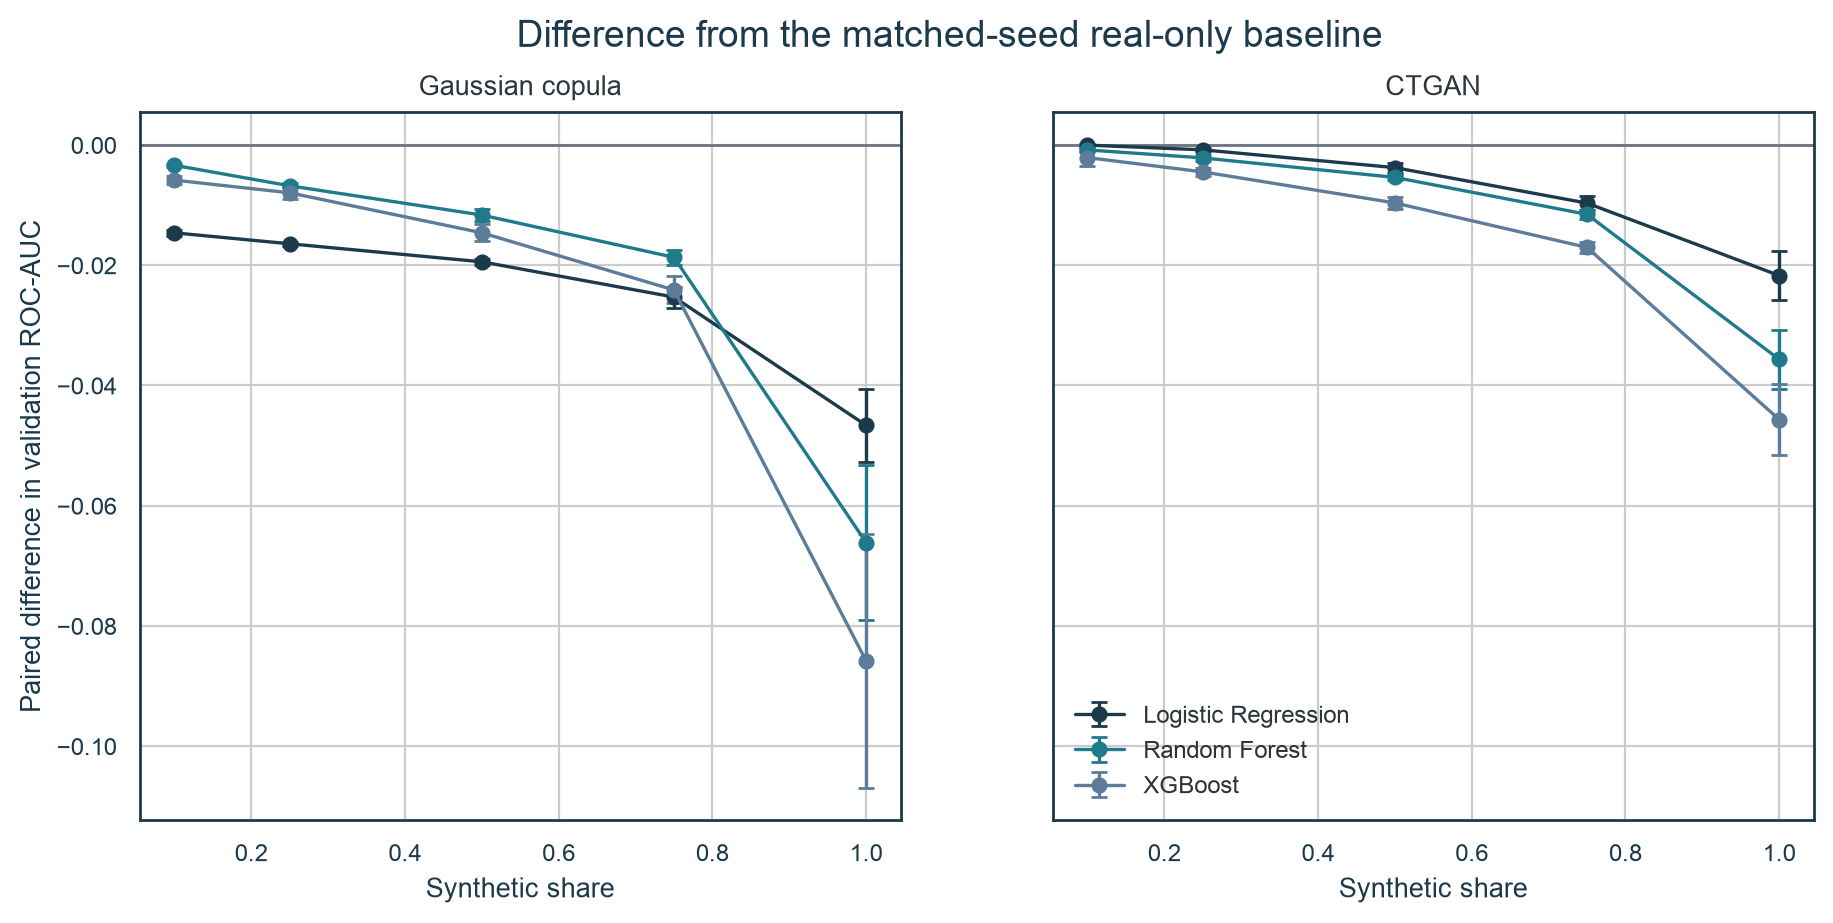 Difference from the matched-seed real-only baseline
Gaussian copula
CTGAN
Paired difference in validation ROC-AUC
0.00
−0.02
−0.04
−0.06
−0.08
−0.10
0.2 0.4 0.6 0.8 1.0
Synthetic share
Logistic Regression
Random Forest
XGBoost
0.2 0.4 0.6 0.8 1.0
Synthetic share